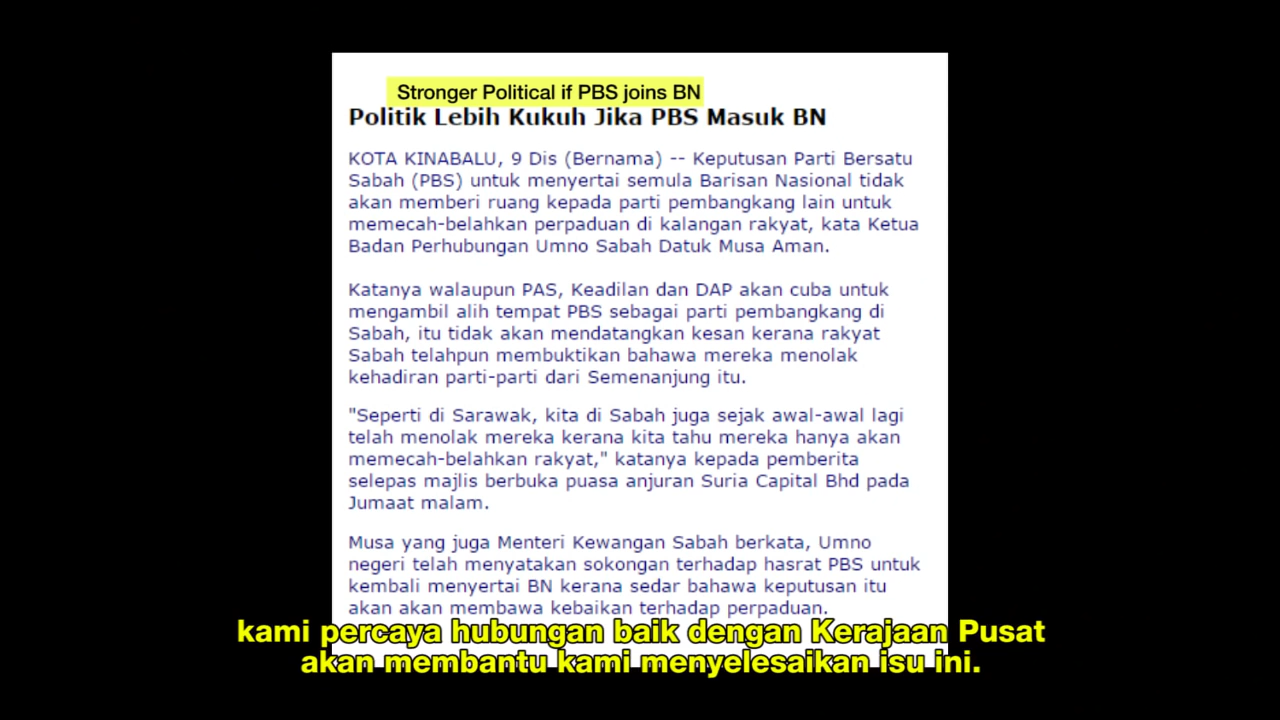 Stronger Political if PBS joins BN
Politik Lebih Kukuh Jika PBS Masuk BN
KOTA KINABALU, 9 Dis (Bernama) -- Keputusan Parti Bersatu
Sabah (PBS) untuk menyertai semula Barisan Nasional tidak
akan memberi ruang kepada parti pembangkang lain untuk
memecah-belahkan perpaduan di kalangan rakyat, kata Ketua
Badan Perhubungan Umno Sabah Datuk Musa Aman.
Katanya walaupun PAS, Keadilan dan DAP akan cuba untuk
mengambil alih tempat PBS sebagai parti pembangkang di
Sabah, itu tidak akan mendatangkan kesan kerana rakyat
Sabah telahpun membuktikan bahawa mereka menolak
kehadiran parti-parti dari Semenanjung itu.
"Seperti di Sarawak, kita di Sabah juga sejak awal-awal lagi
telah menolak mereka kerana kita tahu mereka hanya akan
memecah-belahkan rakyat," katanya kepada pemberita
selepas majlis berbuka puasa anjuran Suria Capital Bhd pada
Jumaat malam.
Musa yang juga Menteri Kewangan Sabah berkata, Umno
negeri telah menyatakan sokongan terhadap hasrat PBS untuk
kembali menyertai BN kerana sedar bahawa keputusan itu
akan akan membawa kebaikan terhadap perpaduan.
kami percaya hubungan baik dengan Kerajaan Pusat
akan membantu kami menyelesaikan isu ini.